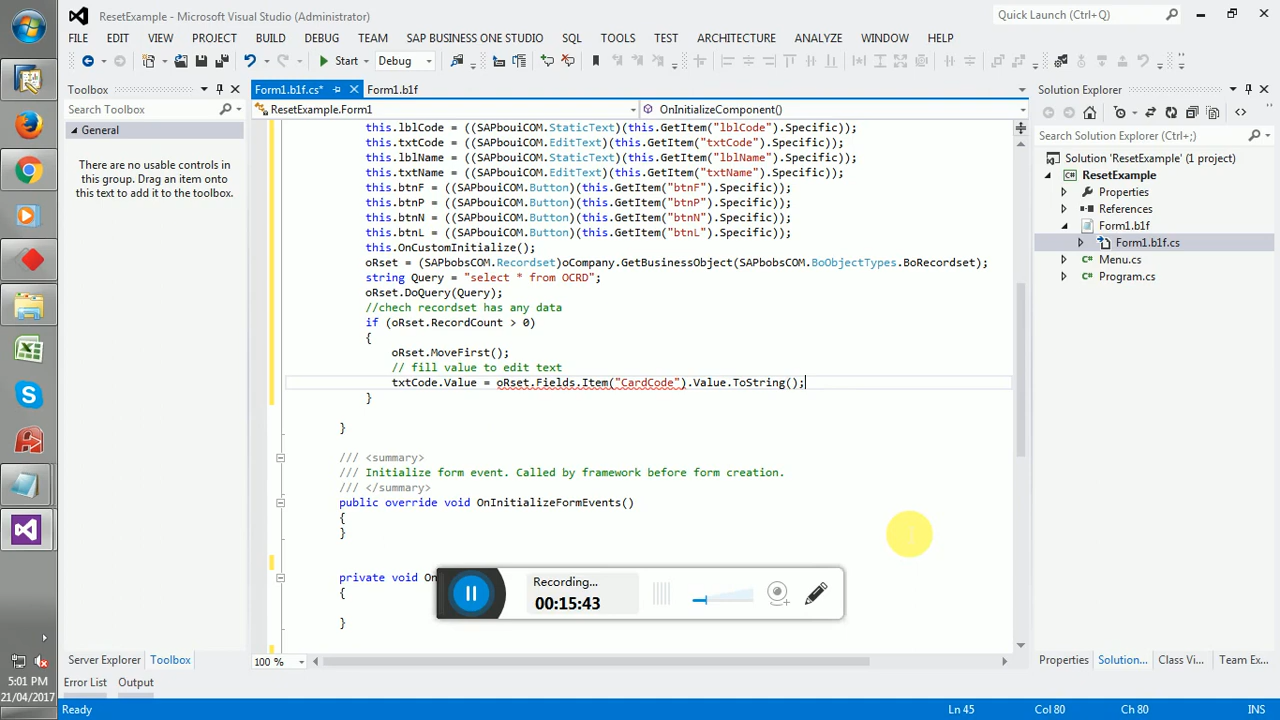 ResetExample - Microsoft Visual Studio (Administrator)
Quick Launch (Ctrl+Q)
FILE EDIT VIEW PROJECT BUILD DEBUG TEAM SAP BUSINESS ONE STUDIO SQL TOOLS TEST ARCHITECTURE ANALYZE WINDOW HELP
Start Debug
Toolbox
Form1.b1f.cs* Form1.b1f
Solution Explorer
Search Toolbox
ResetExample.Form1
OnInitializeComponent()
General
There are no usable controls in
this group. Drag an item onto
this text to add it to the toolbox.
this.lblCode = ((SAPbouiCOM.StaticText)(this.GetItem("lblCode").Specific));
this.txtCode = ((SAPbouiCOM.EditText)(this.GetItem("txtCode").Specific));
this.lblName = ((SAPbouiCOM.StaticText)(this.GetItem("lblName").Specific));
this.txtName = ((SAPbouiCOM.EditText)(this.GetItem("txtName").Specific));
this.btnF = ((SAPbouiCOM.Button)(this.GetItem("btnF").Specific));
this.btnP = ((SAPbouiCOM.Button)(this.GetItem("btnP").Specific));
this.btnN = ((SAPbouiCOM.Button)(this.GetItem("btnN").Specific));
this.btnL = ((SAPbouiCOM.Button)(this.GetItem("btnL").Specific));
this.OnCustomInitialize();
oRset = (SAPbobsCOM.Recordset)oCompany.GetBusinessObject(SAPbobsCOM.BoObjectTypes.BoRecordset);
string Query = "select * from OCRD";
oRset.DoQuery(Query);
//chech recordset has any data
if (oRset.RecordCount > 0)
{
oRset.MoveFirst();
// fill value to edit text
txtCode.Value = oRset.Fields.Item("CardCode").Value.ToString();
}
}
/// <summary>
/// Initialize form event. Called by framework before form creation.
/// </summary>
public override void OnInitializeFormEvents()
{
}
private void On
{
}
Search Solution Explorer (Ctrl+;)
Solution 'ResetExample' (1 project)
ResetExample
Properties
References
Form1.b1f
Form1.b1f.cs
Menu.cs
Program.cs
Recording...
00:15:43
100 %
Server Explorer Toolbox
Properties Solution... Class Vi... Team Ex...
Error List Output
Ready
Ln 45 Col 80 Ch 80 INS
SAP
5:01 PM
21/04/2017